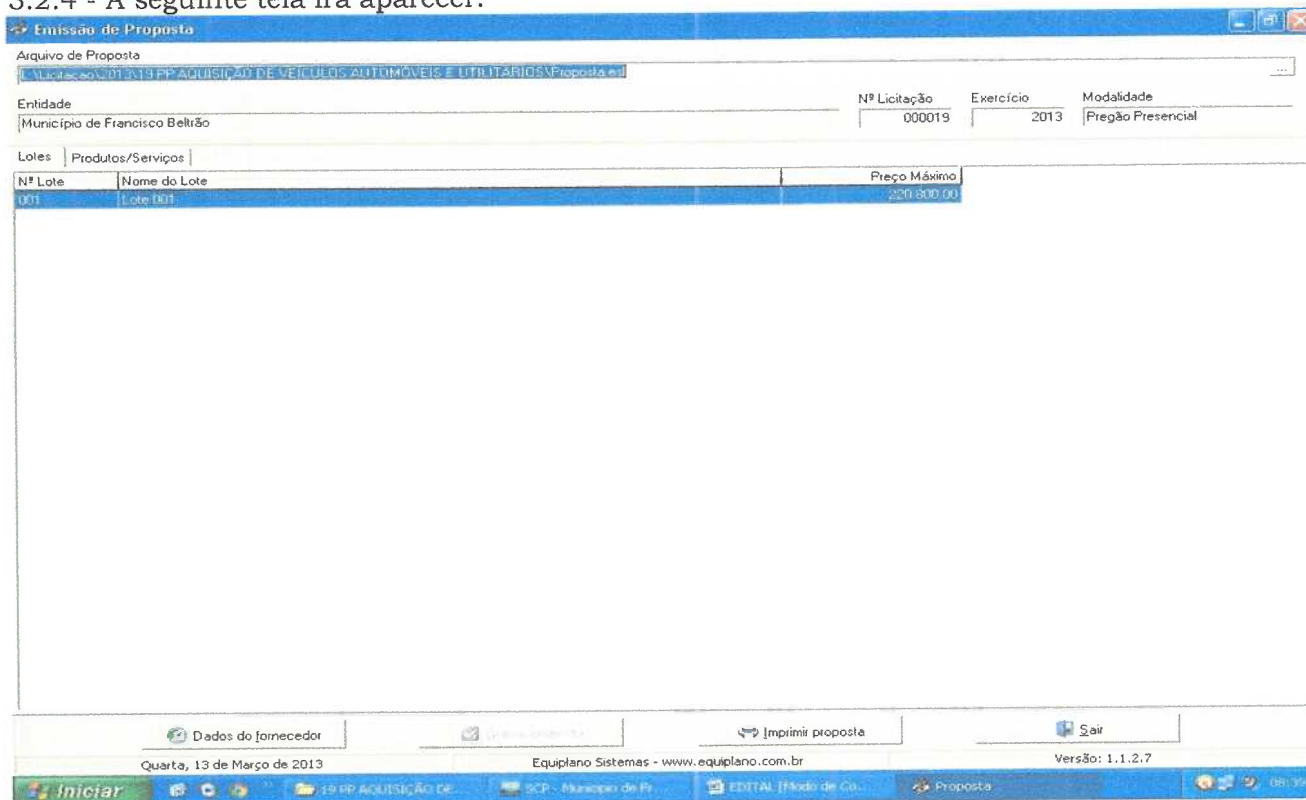 3.2.4 - A seguinte tela irá aparecer:
Emissão de Proposta
Arquivo de Proposta
L:\Licitacao\2013\19 PP AQUISIÇÃO DE VEÍCULOS AUTOMÓVEIS E UTILITÁRIOS\Proposta.esl
...
Entidade Nº Licitação Exercício Modalidade
Município de Francisco Beltrão 000019 2013 Pregão Presencial
Lotes Produtos/Serviços
Nº Lote Nome do Lote Preço Máximo
001 Lote 001 220.800,00
Dados do fornecedor Imprimir proposta Sair
Quarta, 13 de Março de 2013 Equiplano Sistemas - www.equiplano.com.br Versão: 1.1.2.7
Iniciar 19 PP AQUISIÇÃO DE... SCP - Municipio de Fr... EDITAL [Modo de Co... Proposta